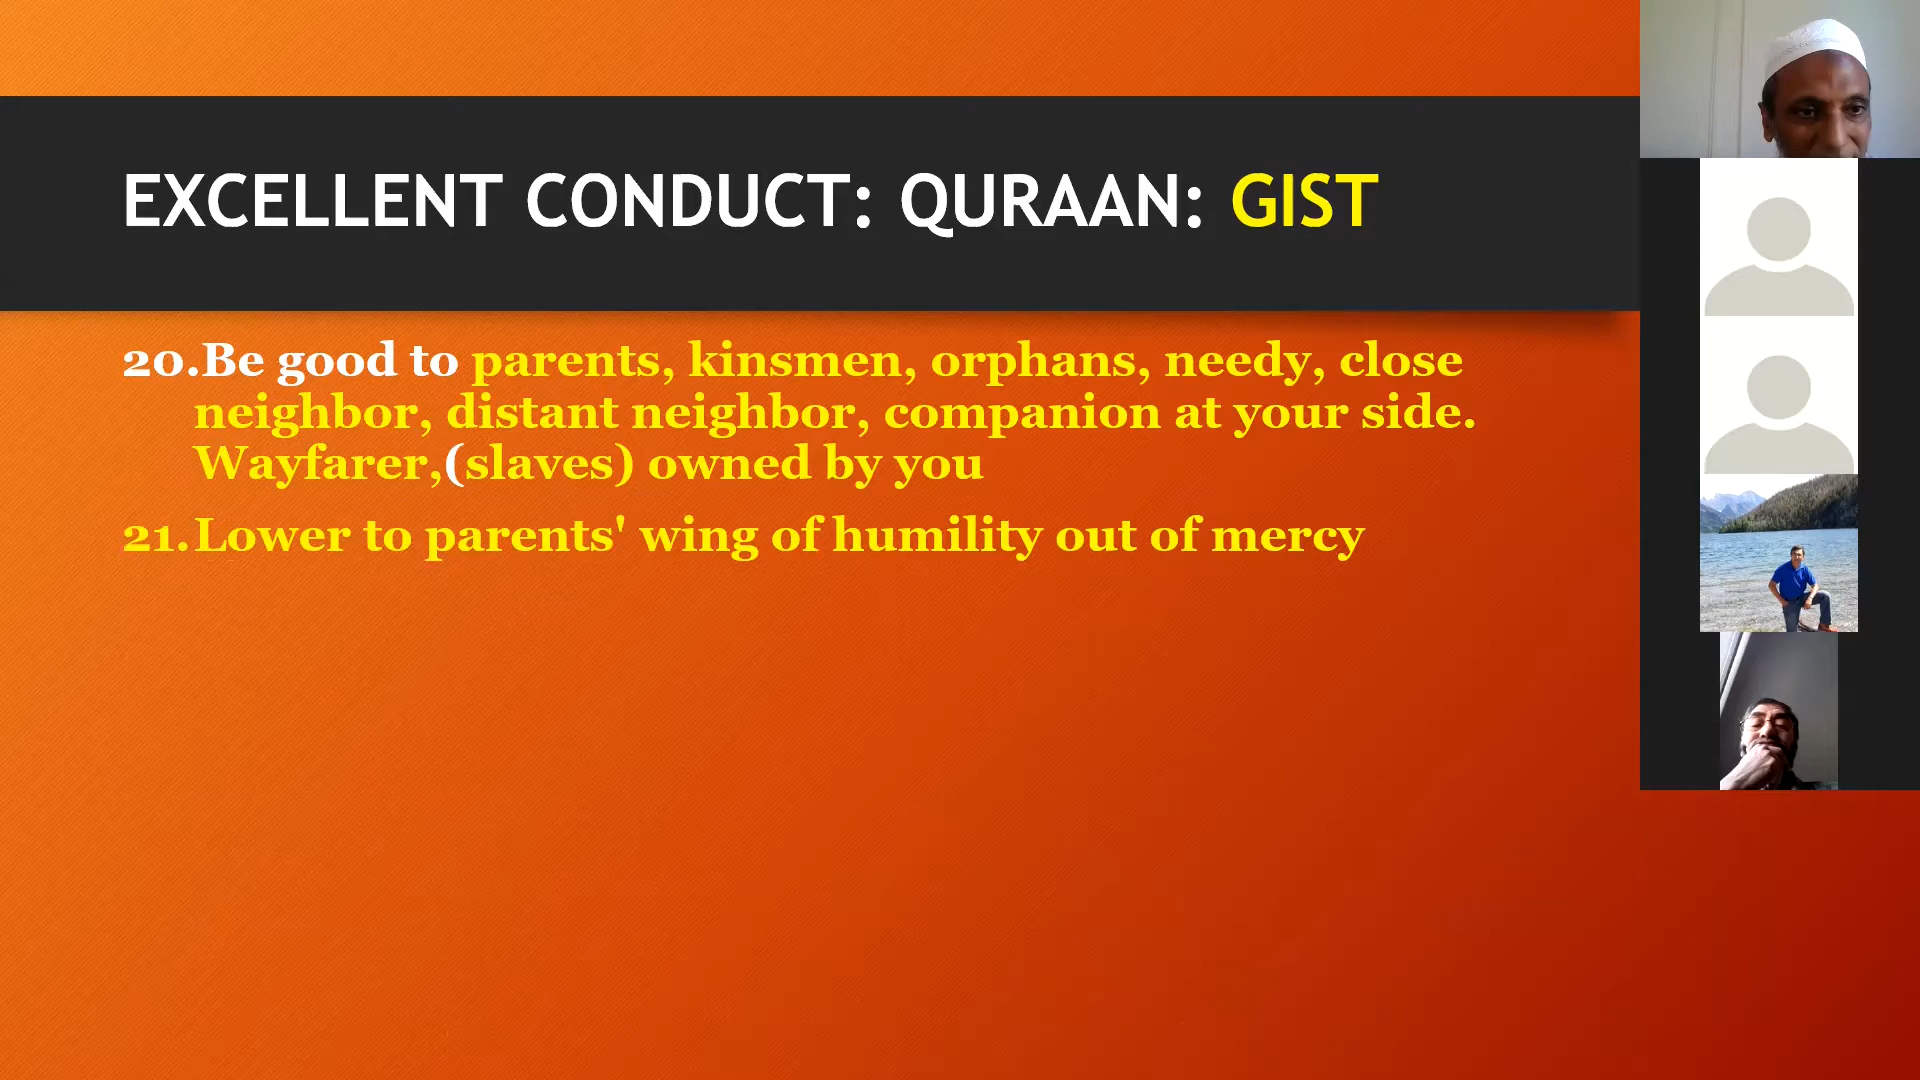 EXCELLENT CONDUCT: QURAAN: GIST
20.Be good to parents, kinsmen, orphans, needy, close
neighbor, distant neighbor, companion at your side.
Wayfarer,(slaves) owned by you
21.Lower to parents' wing of humility out of mercy